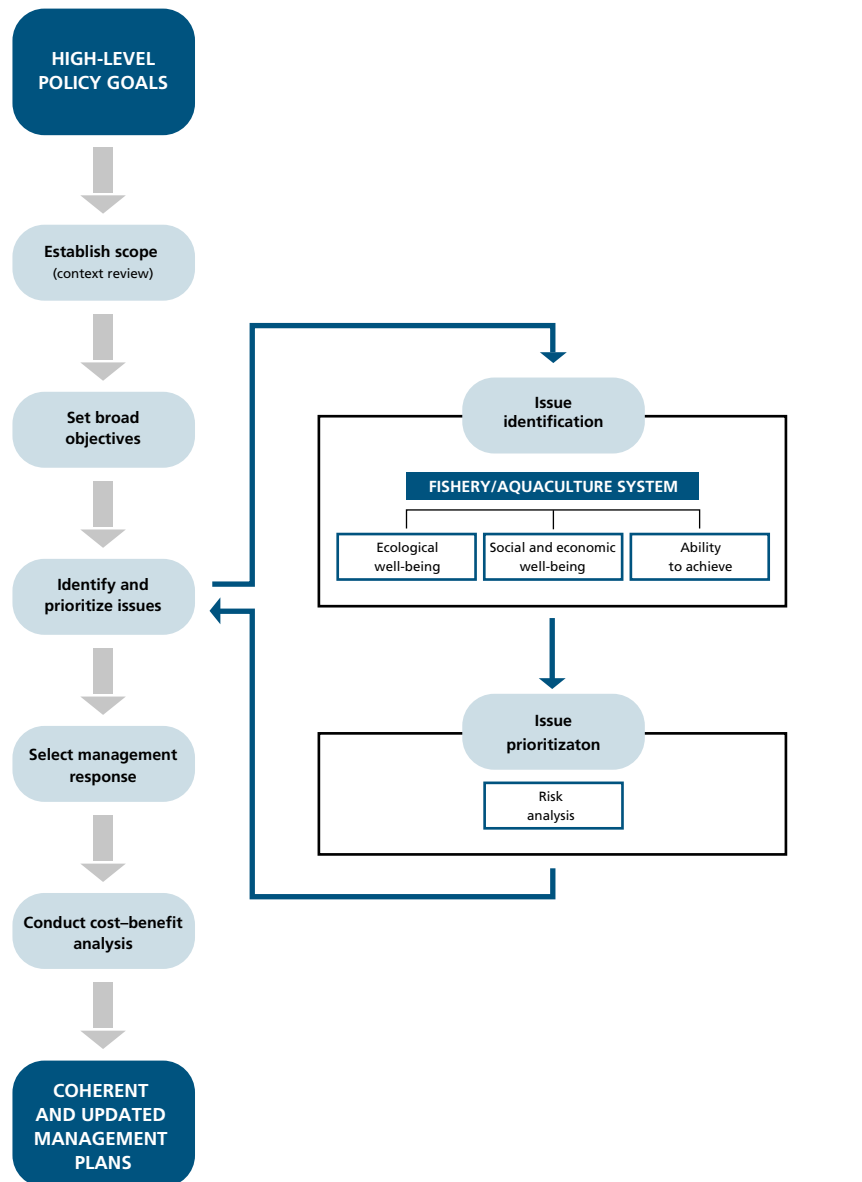 HIGH-LEVEL
POLICY GOALS
Establish scope
(context review)
Set broad
objectives
Identify and
prioritize issues
Select management
response
Conduct cost–benefit
analysis
COHERENT
AND UPDATED
MANAGEMENT
PLANS
Issue
identification
FISHERY/AQUACULTURE SYSTEM
Ecological
well-being
Social and economic
well-being
Ability
to achieve
Issue
prioritizaton
Risk
analysis